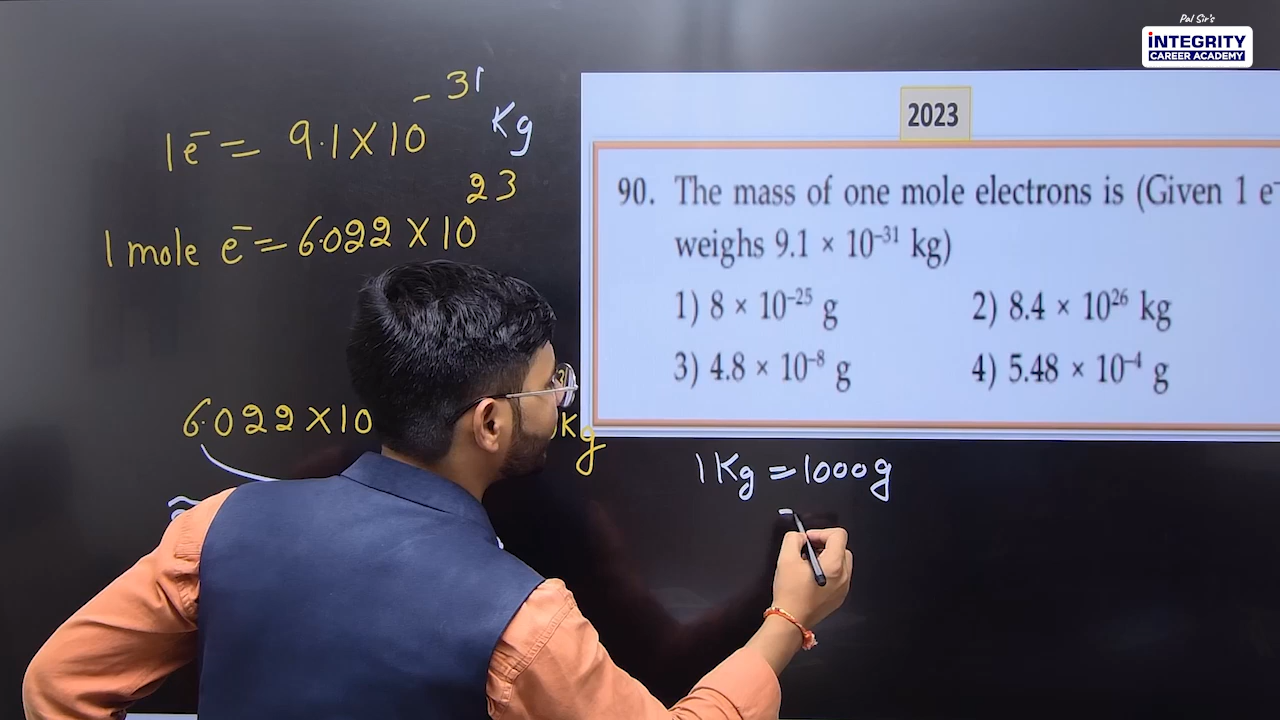 Pal Sir's
iNTEGRITY
CAREER ACADEMY
1e⁻ = 9.1 × 10⁻³¹ Kg
1 mole e⁻ = 6.022 × 10²³
6.022 × 10
Kg
2023
90. The mass of one mole electrons is (Given 1 e⁻
weighs 9.1 × 10⁻³¹ kg)
1) 8 × 10⁻²⁵ g 2) 8.4 × 10²⁶ kg
3) 4.8 × 10⁻⁸ g 4) 5.48 × 10⁻⁴ g
1 Kg = 1000g